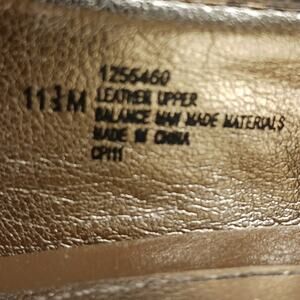 1255460
11½M LEATHER UPPER
BALANCE MAN MADE MATERIALS
MADE IN CHINA
CP111